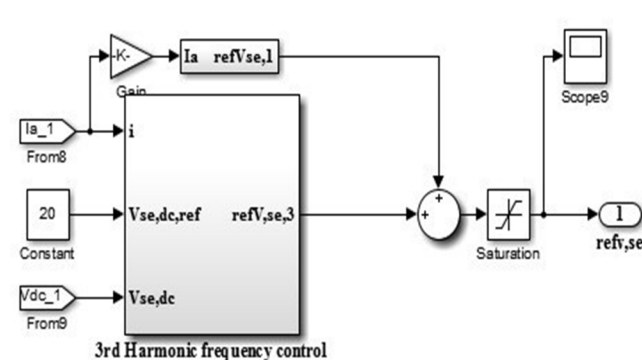 -K-
Ia refVse,1
Gain
Scope9
Ia_1
i
From8
20
Vse,dc,ref
refV,se,3
+
+
1
Constant
Saturation
refv,se
Vdc_1
Vse,dc
From9
3rd Harmonic frequency control